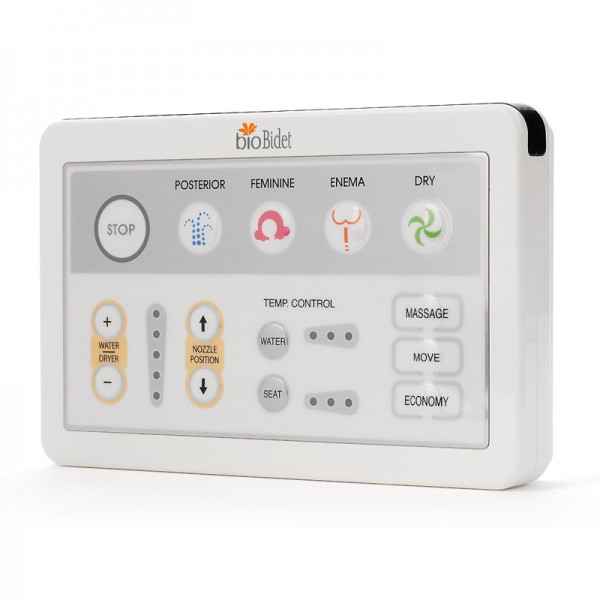 bioBidet
POSTERIOR FEMININE ENEMA DRY
STOP
TEMP. CONTROL
+
WATER
DRYER
−
NOZZLE
POSITION
WATER
SEAT
MASSAGE
MOVE
ECONOMY